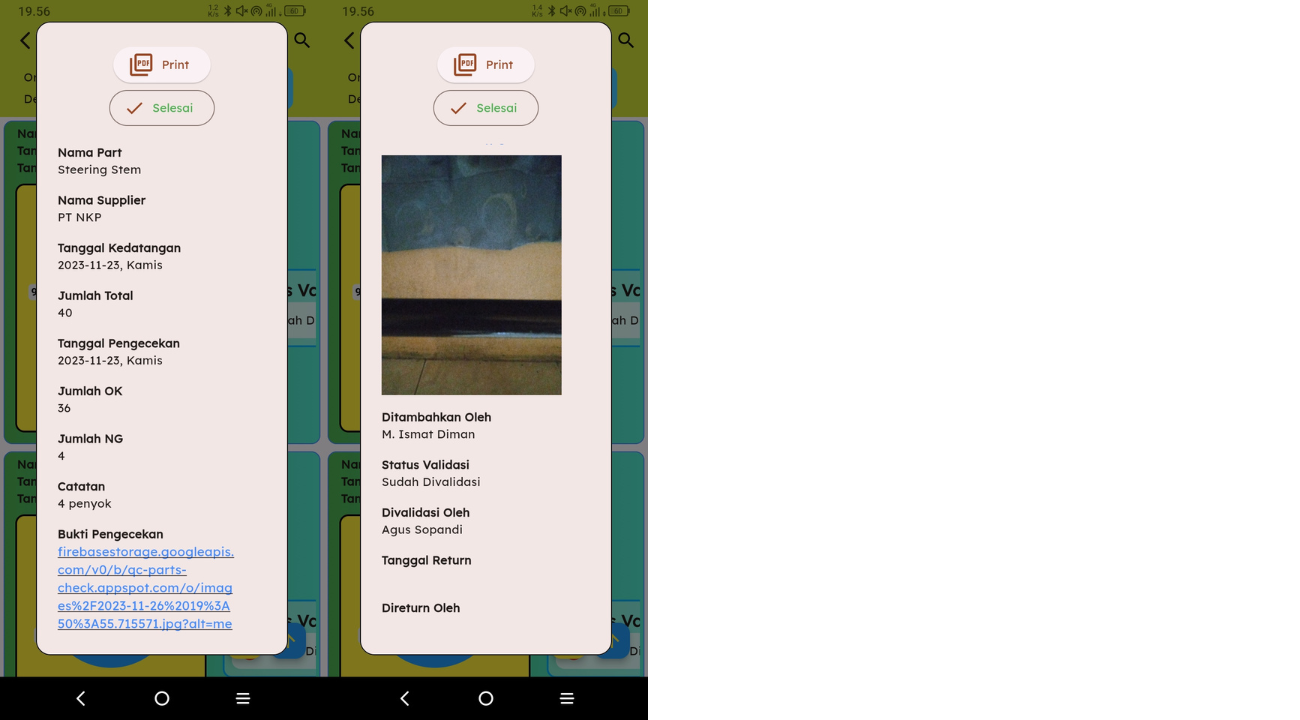 19.56
Print
Selesai
Nama Part
Steering Stem
Nama Supplier
PT NKP
Tanggal Kedatangan
2023-11-23, Kamis
Jumlah Total
40
Tanggal Pengecekan
2023-11-23, Kamis
Jumlah OK
36
Jumlah NG
4
Catatan
4 penyok
Bukti Pengecekan
firebasestorage.googleapis.
com/v0/b/qc-parts-
check.appspot.com/o/imag
es%2F2023-11-26%2019%3A
50%3A55.715571.jpg?alt=me
19.56
Print
Selesai
Ditambahkan Oleh
M. Ismat Diman
Status Validasi
Sudah Divalidasi
Divalidasi Oleh
Agus Sopandi
Tanggal Return
Direturn Oleh